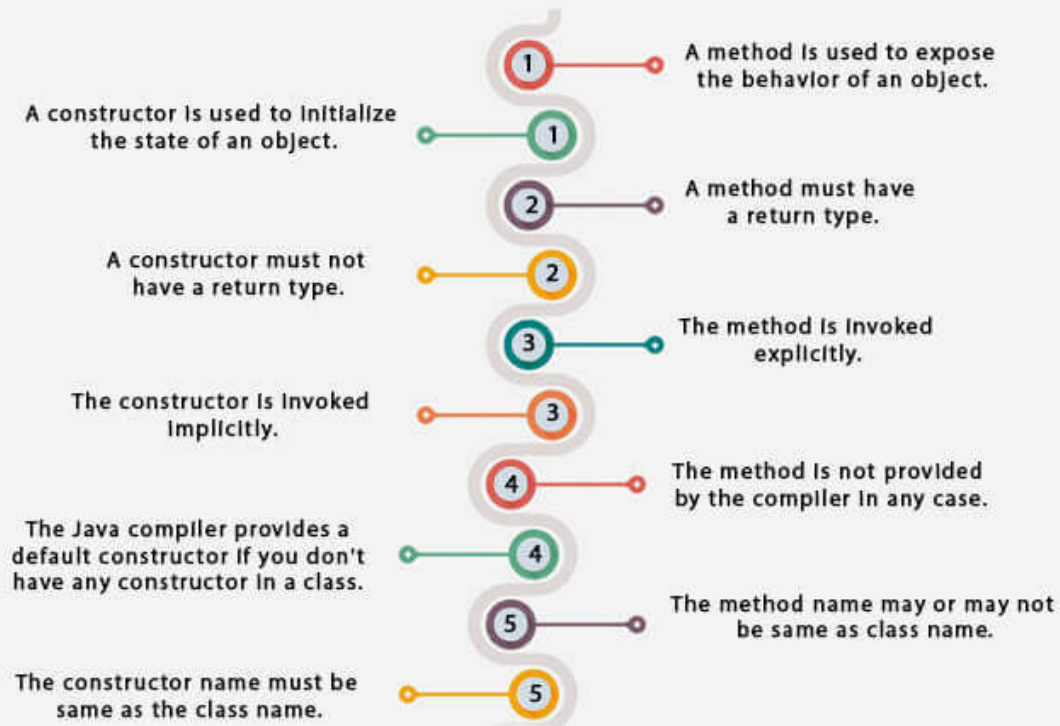 1
A method is used to expose
the behavior of an object.
A constructor is used to initialize
the state of an object.
1
2
A method must have
a return type.
A constructor must not
have a return type.
2
3
The method is invoked
explicitly.
The constructor is invoked
implicitly.
3
4
The method is not provided
by the compiler in any case.
The Java compiler provides a
default constructor if you don't
have any constructor in a class.
4
5
The method name may or may not
be same as class name.
The constructor name must be
same as the class name.
5